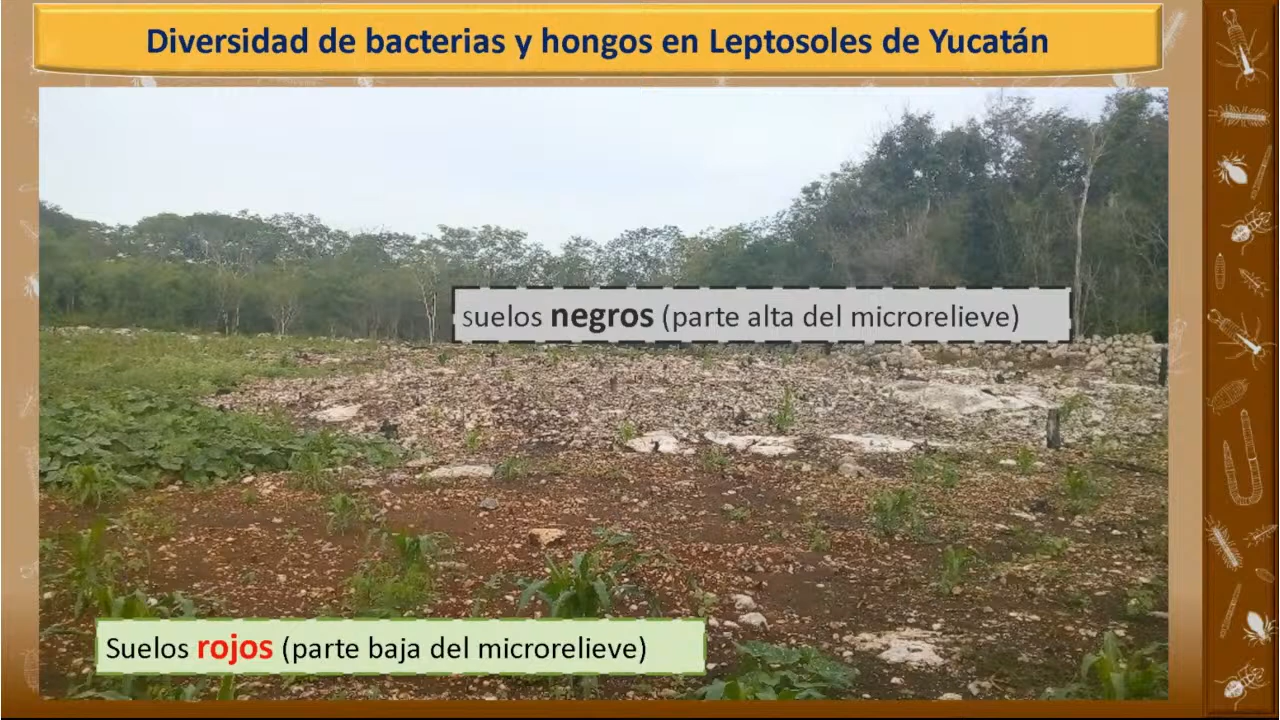 Diversidad de bacterias y hongos en Leptosoles de Yucatán
suelos negros (parte alta del microrelieve)
Suelos rojos (parte baja del microrelieve)